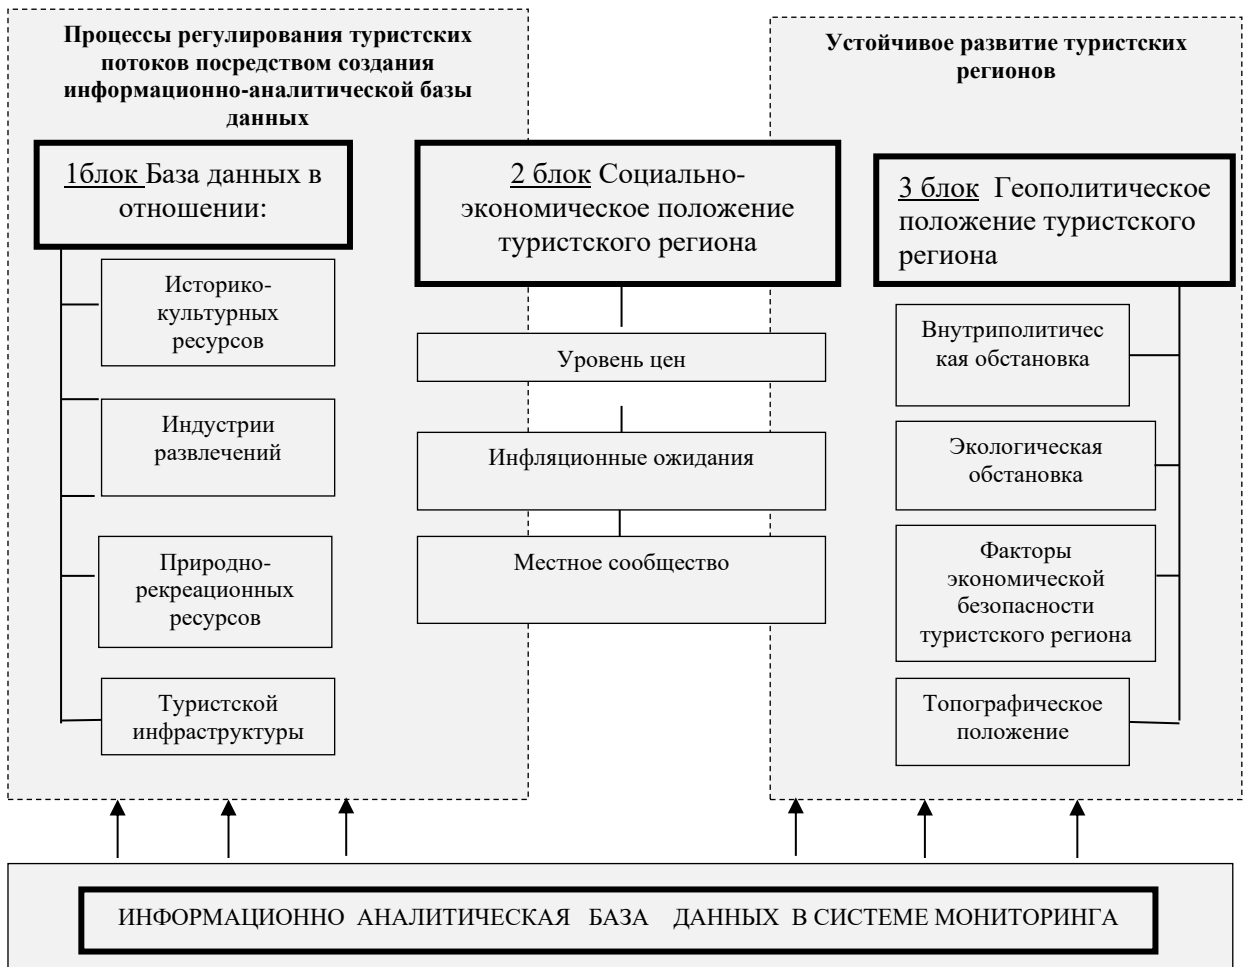 Процессы регулирования туристских
потоков посредством создания
информационно-аналитической базы
данных
Устойчивое развитие туристских
регионов
1блок База данных в
отношении:
Историко-
культурных
ресурсов
Индустрии
развлечений
Природно-
рекреационных
ресурсов
Туристской
инфраструктуры
2 блок Социально-
экономическое положение
туристского региона
Уровень цен
Инфляционные ожидания
Местное сообщество
3 блок Геополитическое
положение туристского
региона
Внутриполитичес
кая обстановка
Экологическая
обстановка
Факторы
экономической
безопасности
туристского региона
Топографическое
положение
ИНФОРМАЦИОННО АНАЛИТИЧЕСКАЯ БАЗА ДАННЫХ В СИСТЕМЕ МОНИТОРИНГА